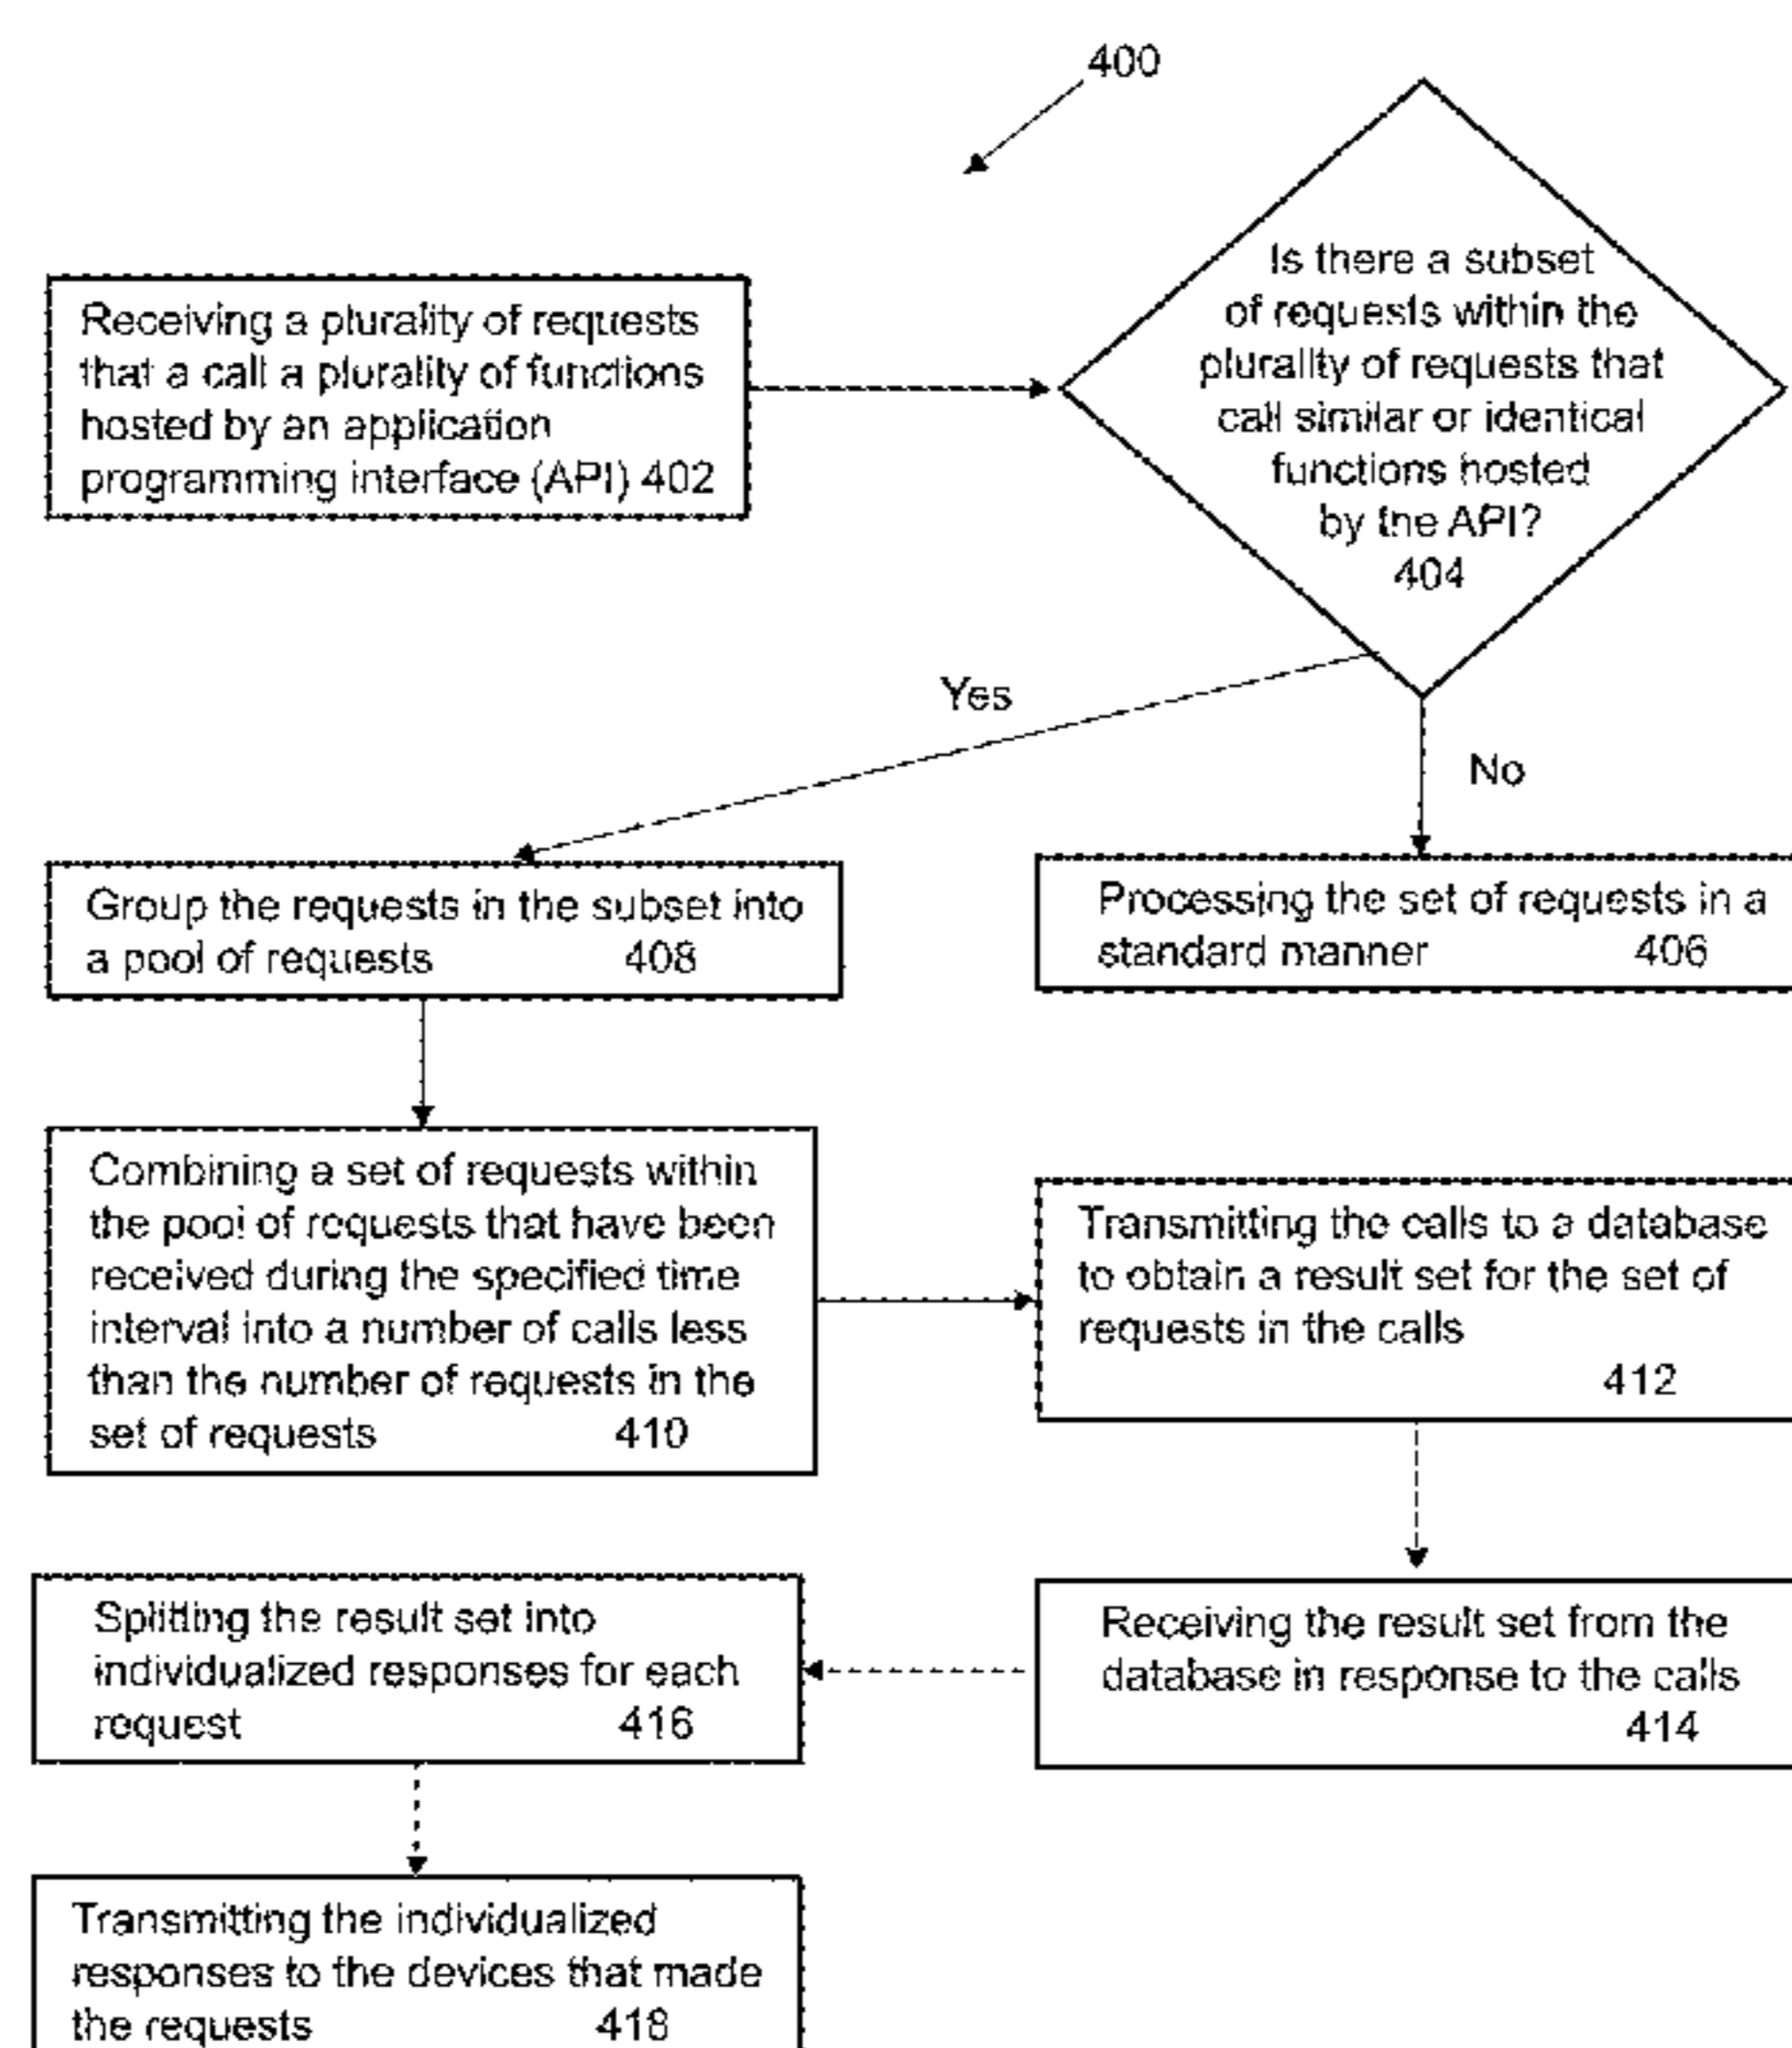 400
Receiving a plurality of requests
that a call a plurality of functions
hosted by an application
programming interface (API) 402
Is there a subset
of requests within the
plurality of requests that
call similar or identical
functions hosted
by the API?
404
Yes
No
Group the requests in the subset into
a pool of requests 408
Processing the set of requests in a
standard manner 406
Combining a set of requests within
the pool of requests that have been
received during the specified time
interval into a number of calls less
than the number of requests in the
set of requests 410
Transmitting the calls to a database
to obtain a result set for the set of
requests in the calls
412
Receiving the result set from the
database in response to the calls
414
Splitting the result set into
individualized responses for each
request 416
Transmitting the individualized
responses to the devices that made
the requests 418